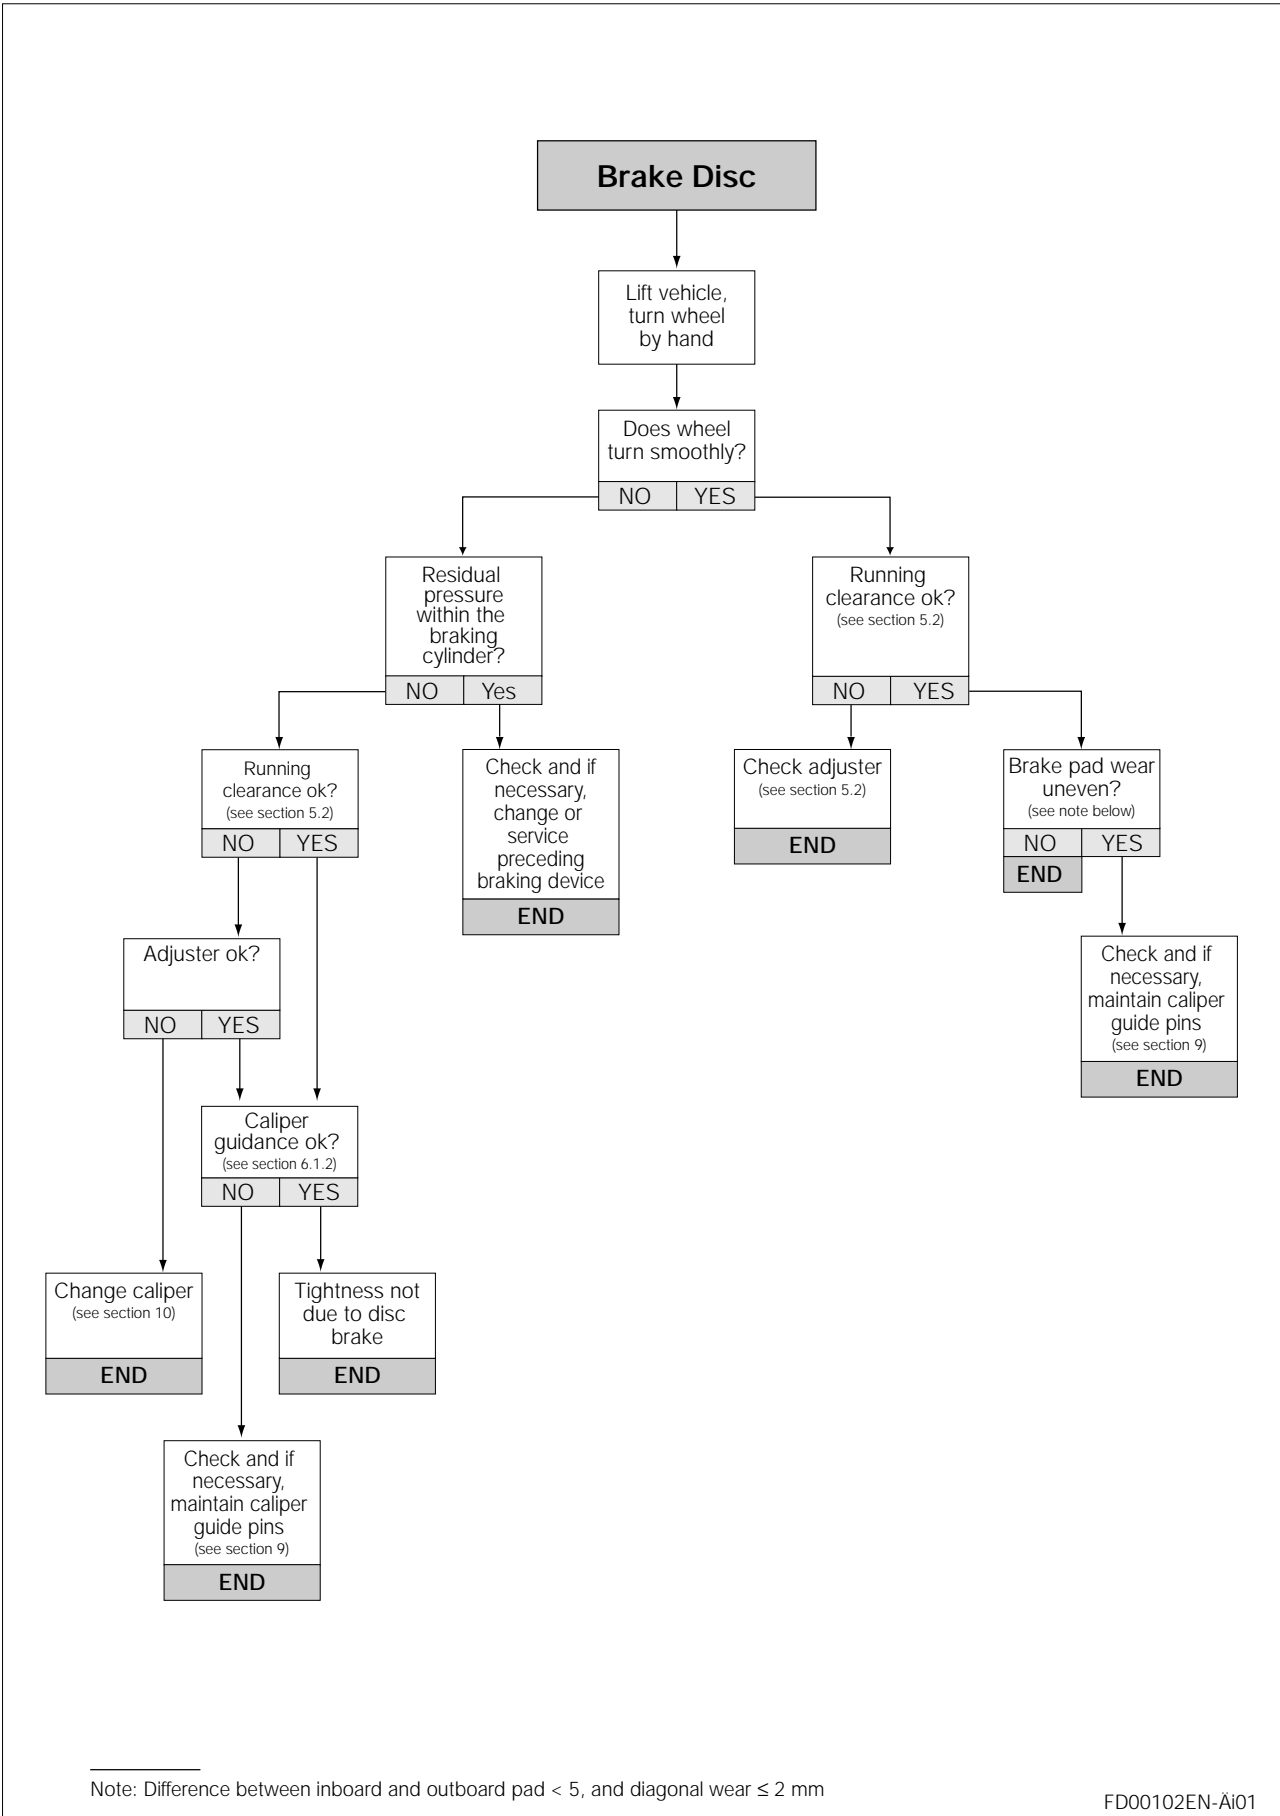 Brake Disc
Lift vehicle,
turn wheel
by hand
Does wheel
turn smoothly?
NO YES
Residual
pressure
within the
braking
cylinder?
NO Yes
Running
clearance ok?
(see section 5.2)
NO YES
Running
clearance ok?
(see section 5.2)
NO YES
Check and if
necessary,
change or
service
preceding
braking device
END
Check adjuster
(see section 5.2)
END
Brake pad wear
uneven?
(see note below)
NO YES
END
Adjuster ok?
NO YES
Check and if
necessary,
maintain caliper
guide pins
(see section 9)
END
Caliper
guidance ok?
(see section 6.1.2)
NO YES
Change caliper
(see section 10)
END
Tightness not
due to disc
brake
END
Check and if
necessary,
maintain caliper
guide pins
(see section 9)
END
Note: Difference between inboard and outboard pad < 5, and diagonal wear ≤ 2 mm
FD00102EN-Äi01